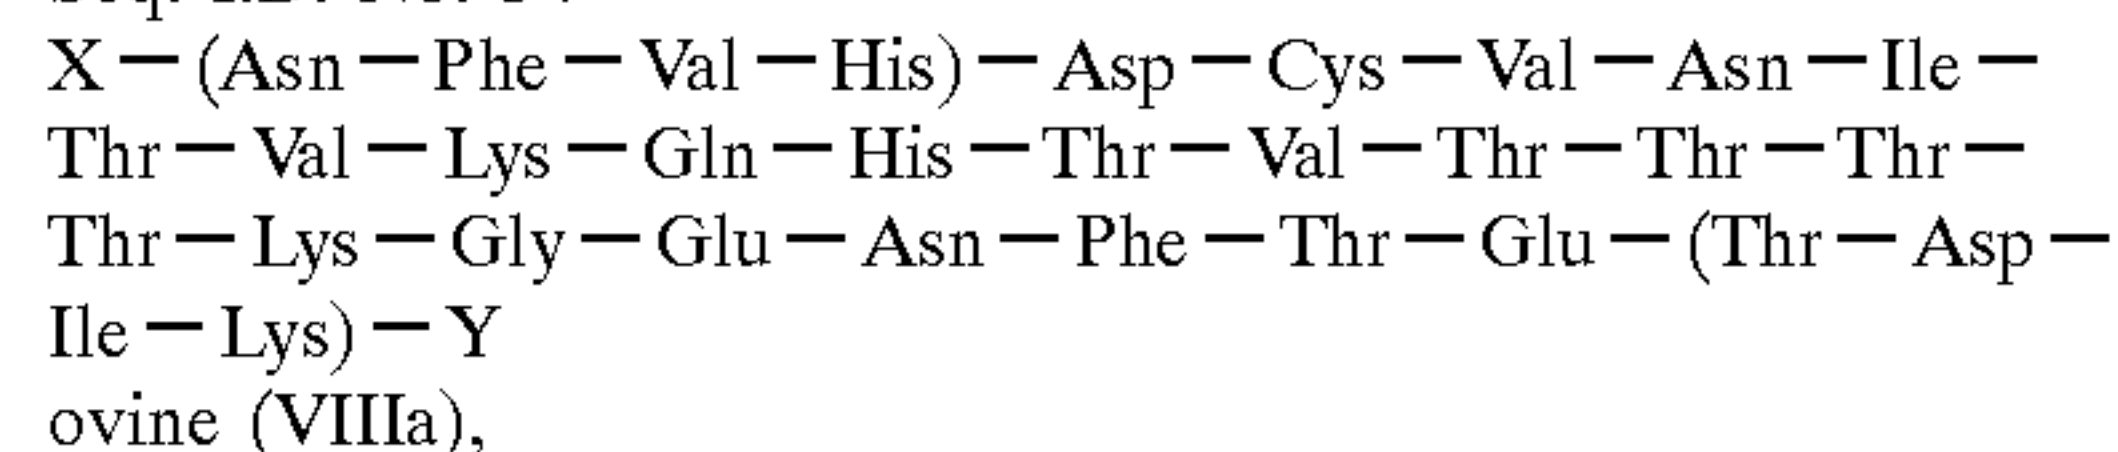 X—(Asn—Phe—Val—His)—Asp—Cys—Val—Asn—Ile—
Thr—Val—Lys—Gln—His—Thr—Val—Thr—Thr—Thr—
Thr—Lys—Gly—Glu—Asn—Phe—Thr—Glu—(Thr—Asp—
Ile—Lys)—Y
ovine (VIIIa),